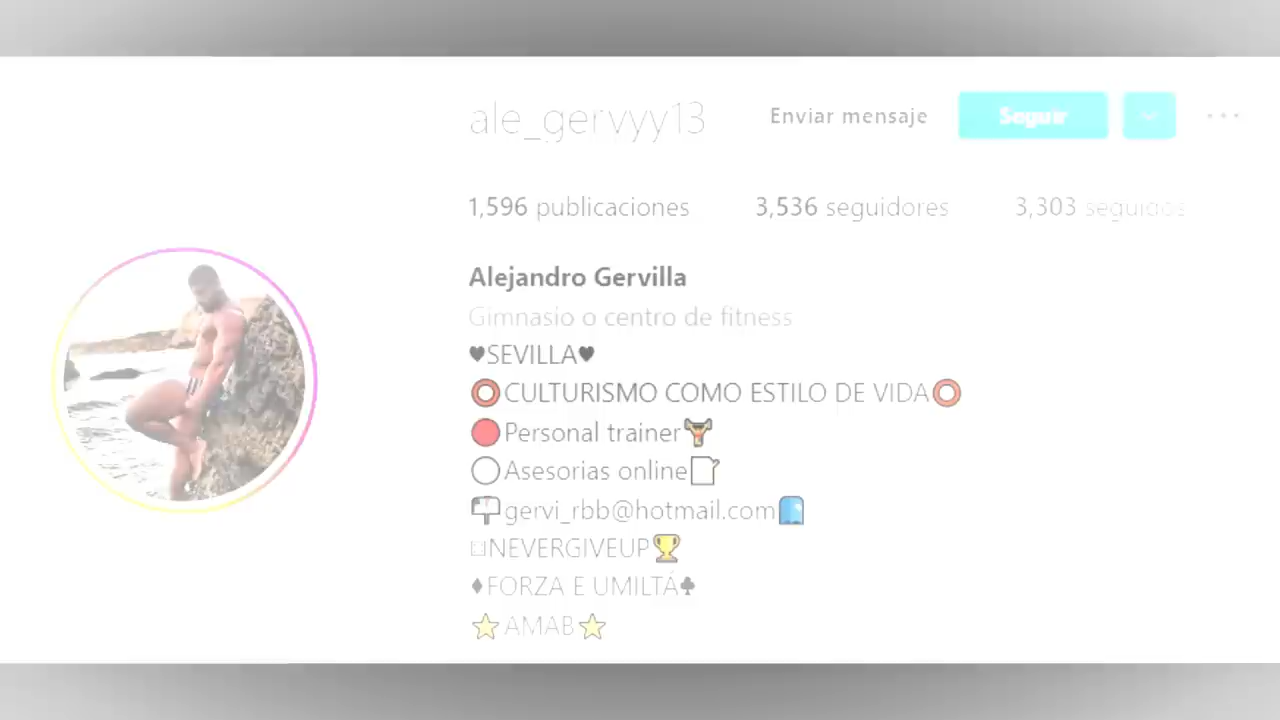 ale_gervyy13 Enviar mensaje Seguir
1,596 publicaciones 3,536 seguidores 3,303 seguidos
Alejandro Gervilla
Gimnasio o centro de fitness
♥SEVILLA♥
⭕CULTURISMO COMO ESTILO DE VIDA⭕
🔴Personal trainer🏋
⚪Asesorias online📝
📪gervi_rbb@hotmail.com📘
□NEVERGIVEUP🏆
♦FORZA E UMILTÁ♣
⭐AMAB⭐